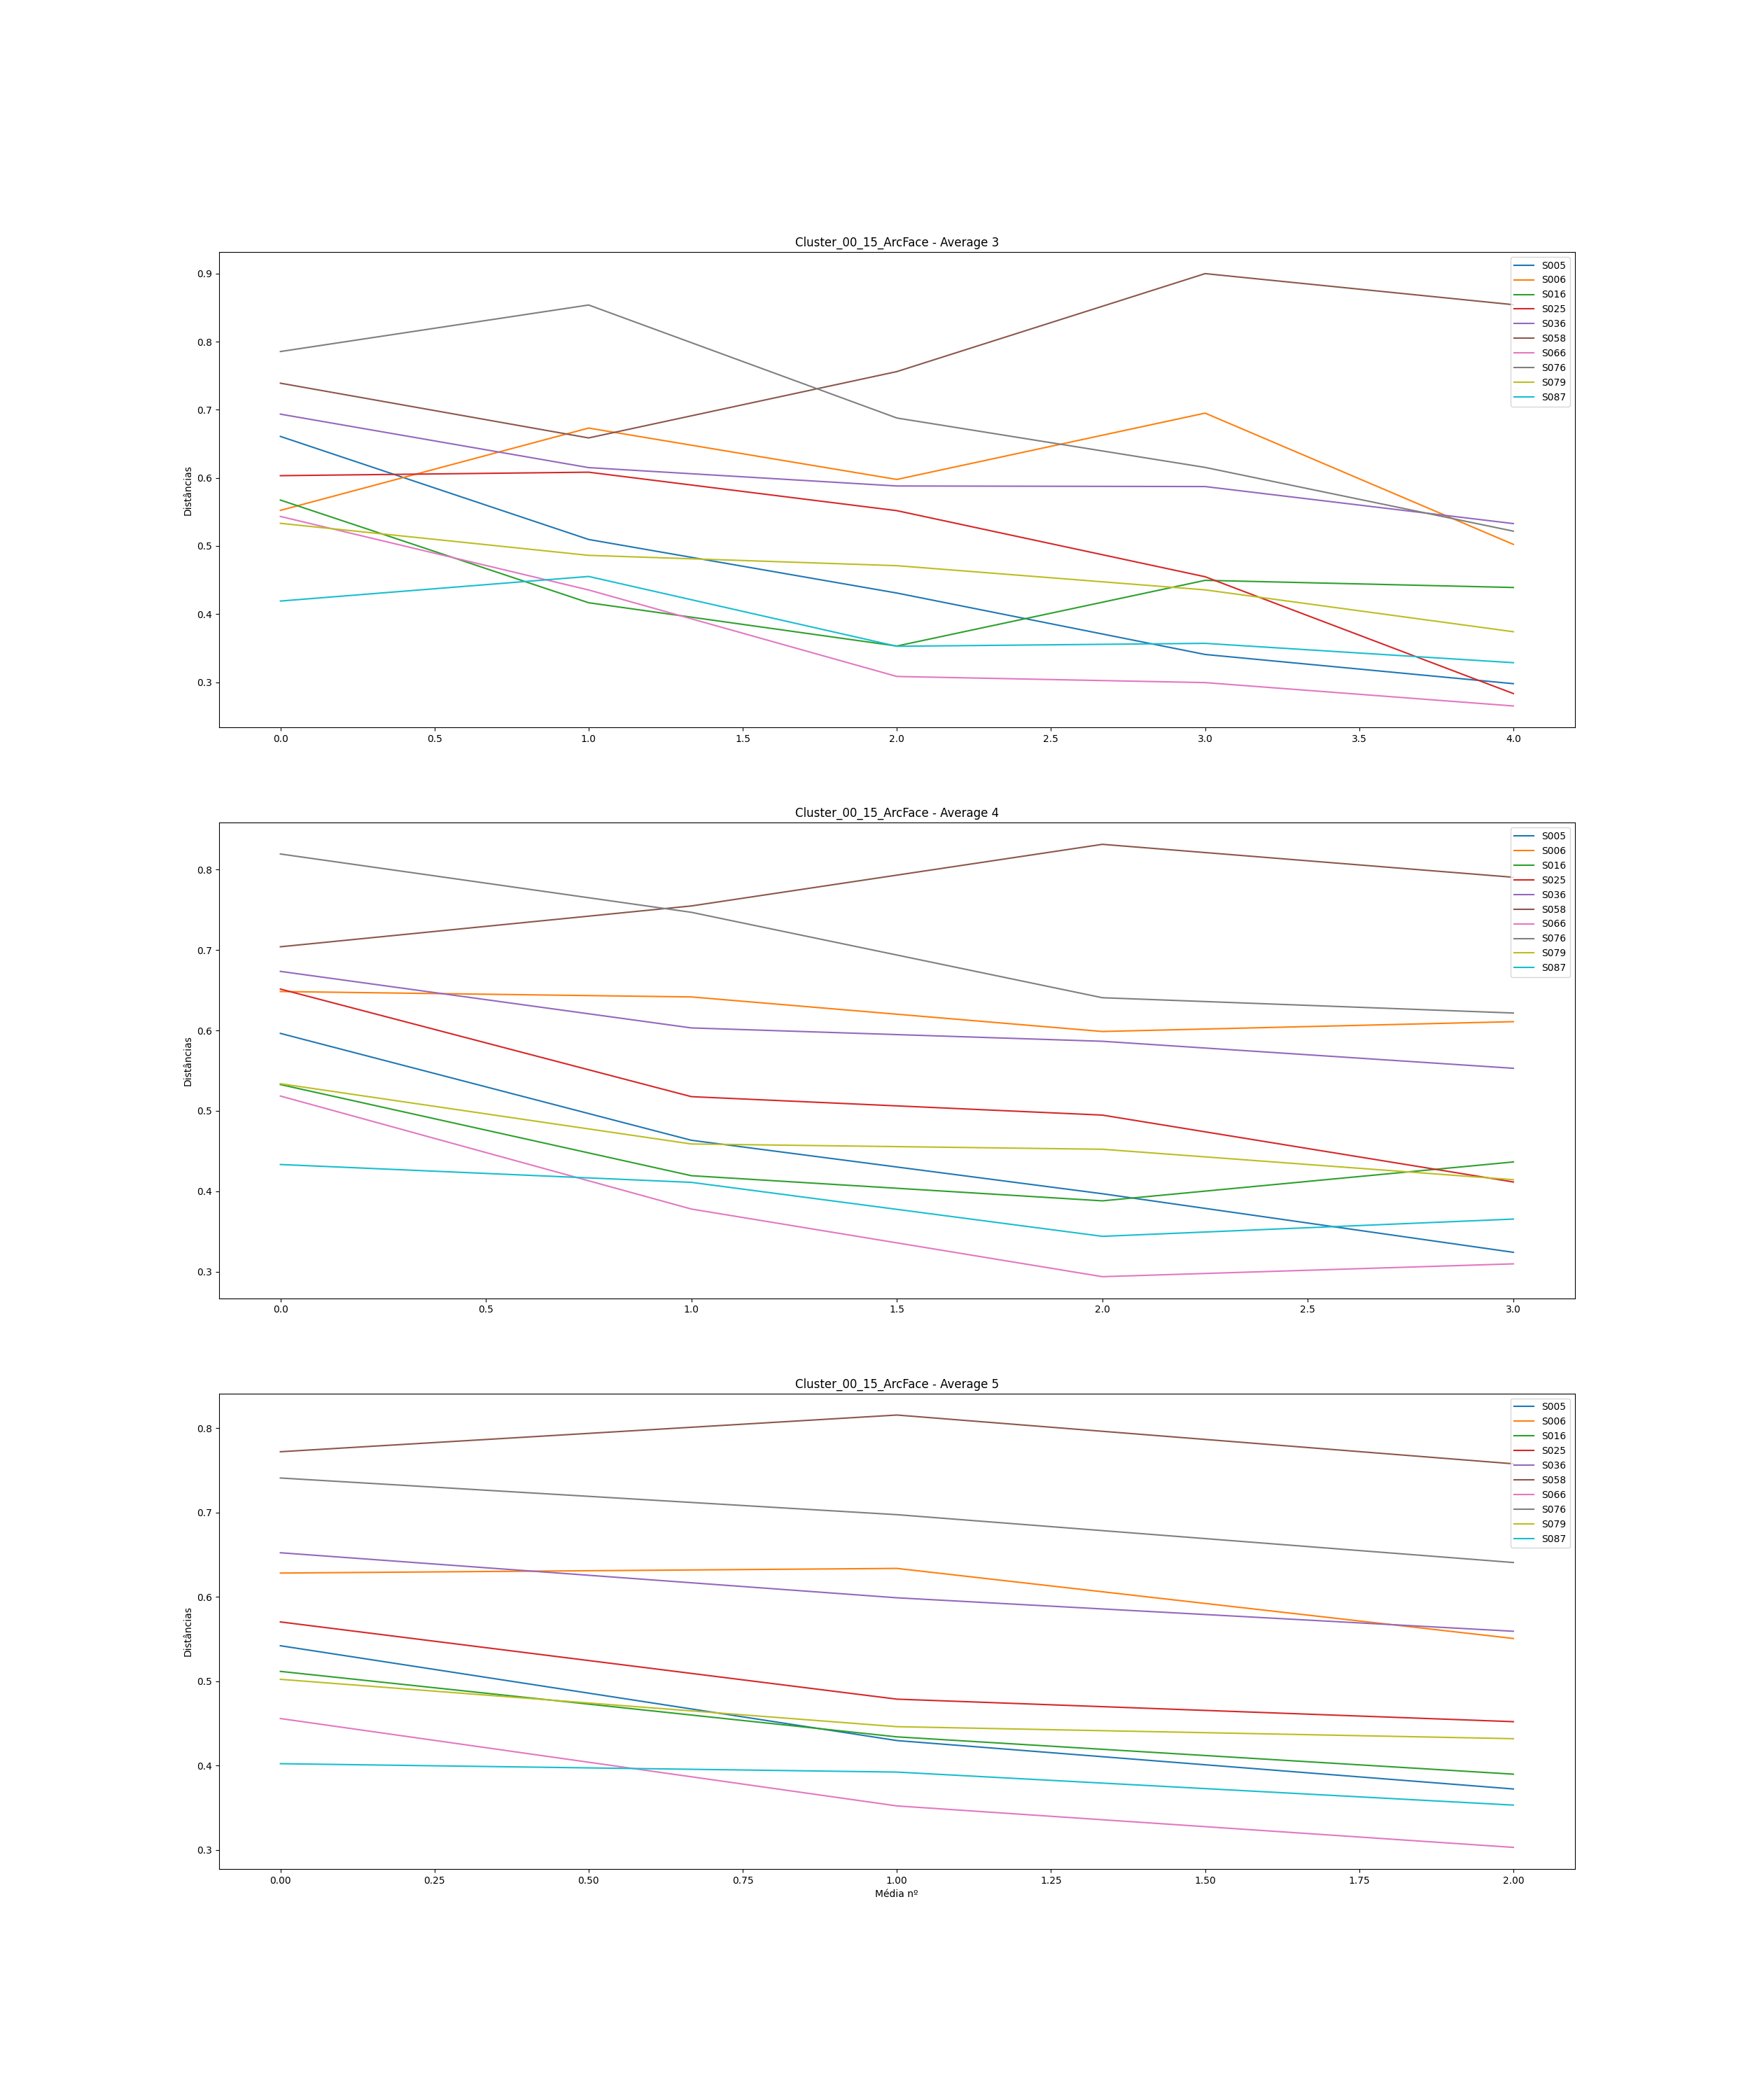 Cluster_00_15_ArcFace - Average 3
0.9
0.8
0.7
0.6
0.5
0.4
0.3
Distâncias
S005
S006
S016
S025
S036
S058
S066
S076
S079
S087
0.0 0.5 1.0 1.5 2.0 2.5 3.0 3.5 4.0
Cluster_00_15_ArcFace - Average 4
0.8
0.7
0.6
0.5
0.4
0.3
Distâncias
S005
S006
S016
S025
S036
S058
S066
S076
S079
S087
0.0 0.5 1.0 1.5 2.0 2.5 3.0
Cluster_00_15_ArcFace - Average 5
0.8
0.7
0.6
0.5
0.4
0.3
Distâncias
S005
S006
S016
S025
S036
S058
S066
S076
S079
S087
0.00 0.25 0.50 0.75 1.00 1.25 1.50 1.75 2.00
Média nº